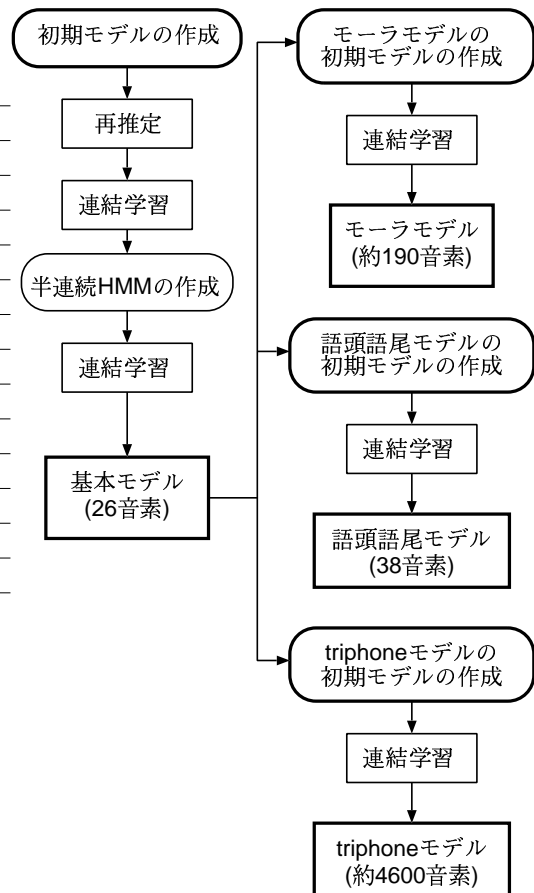 初期モデルの作成
再推定
連結学習
半連続HMMの作成
連結学習
基本モデル
(26音素)
モーラモデルの
初期モデルの作成
連結学習
モーラモデル
(約190音素)
語頭語尾モデルの
初期モデルの作成
連結学習
語頭語尾モデル
(38音素)
triphoneモデルの
初期モデルの作成
連結学習
triphoneモデル
(約4600音素)